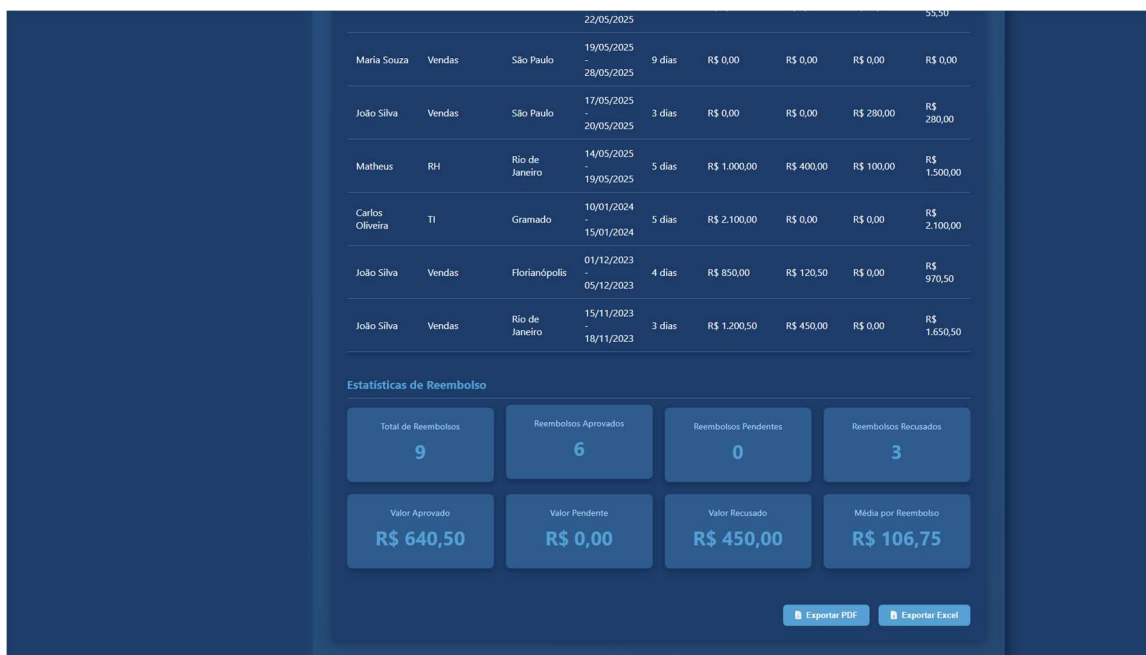 22/05/2025 55,50
Maria Souza Vendas São Paulo 19/05/2025 - 28/05/2025 9 dias R$ 0,00 R$ 0,00 R$ 0,00 R$ 0,00
João Silva Vendas São Paulo 17/05/2025 - 20/05/2025 3 dias R$ 0,00 R$ 0,00 R$ 280,00 R$ 280,00
Matheus RH Rio de Janeiro 14/05/2025 - 19/05/2025 5 dias R$ 1.000,00 R$ 400,00 R$ 100,00 R$ 1.500,00
Carlos Oliveira TI Gramado 10/01/2024 - 15/01/2024 5 dias R$ 2.100,00 R$ 0,00 R$ 0,00 R$ 2.100,00
João Silva Vendas Florianópolis 01/12/2023 - 05/12/2023 4 dias R$ 850,00 R$ 120,50 R$ 0,00 R$ 970,50
João Silva Vendas Rio de Janeiro 15/11/2023 - 18/11/2023 3 dias R$ 1.200,50 R$ 450,00 R$ 0,00 R$ 1.650,50
Estatísticas de Reembolso
Total de Reembolsos Reembolsos Aprovados Reembolsos Pendentes Reembolsos Recusados
9 6 0 3
Valor Aprovado Valor Pendente Valor Recusado Média por Reembolso
R$ 640,50 R$ 0,00 R$ 450,00 R$ 106,75
Exportar PDF Exportar Excel